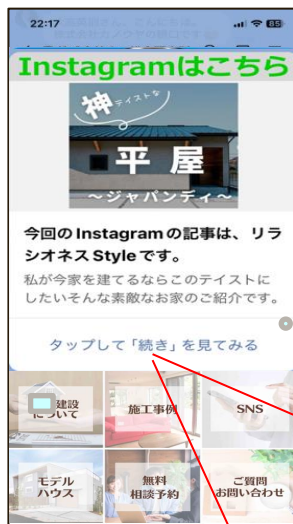 22:17
65
Instagramはこちら
神テイストな
平屋
～ジャパンディ～
今回のInstagramの記事は、リラ
シオネスStyleです。
私が今家を建てるならこのテイストに
したいそんな素敵なお家のご紹介です。
タップして「続き」を見てみる
建設
について
施工事例
SNS
モデル
ハウス
無料
相談予約
ご質問
お問い合わせ